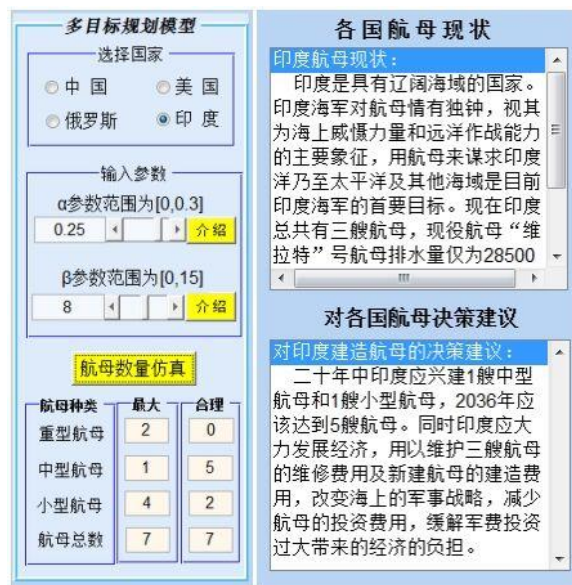 多目标规划模型
选择国家
中 国
美 国
俄罗斯
印 度
输入参数
α参数范围为[0,0.3]
0.25
介绍
β参数范围为[0,15]
8
介绍
航母数量仿真
航母种类 最大 合理
重型航母 2 0
中型航母 1 5
小型航母 4 2
航母总数 7 7
各国航母现状
印度航母现状：
印度是具有辽阔海域的国家。
印度海军对航母情有独钟，视其
为海上威慑力量和远洋作战能力
的主要象征，用航母来谋求印度
洋乃至太平洋及其他海域是目前
印度海军的首要目标。现在印度
总共有三艘航母，现役航母“维
拉特”号航母排水量仅为28500
对各国航母决策建议
对印度建造航母的决策建议：
二十年中印度应兴建1艘中型
航母和1艘小型航母，2036年应
该达到5艘航母。同时印度应大
力发展经济，用以维护三艘航母
的维修费用及新建航母的建造费
用，改变海上的军事战略，减少
航母的投资费用，缓解军费投资
过大带来的经济的负担。